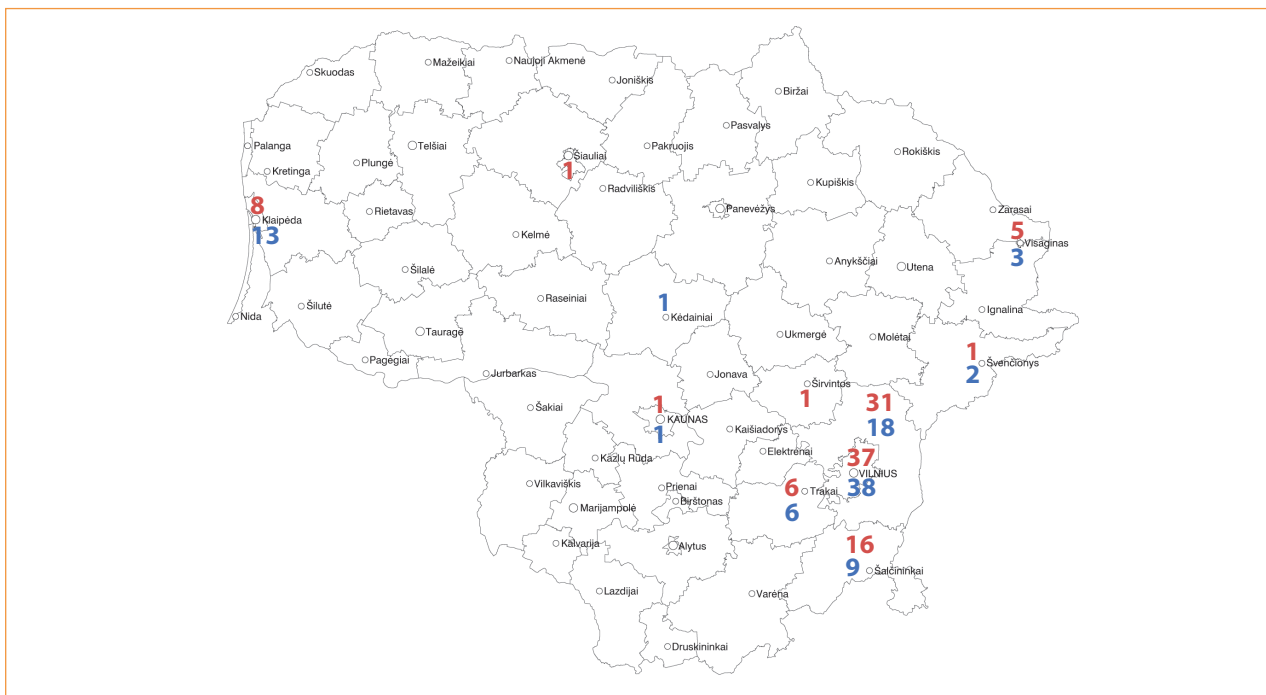 Skuodas
Mažeikiai
Naujoji Akmenė
Joniškis
Biržai
Pasvalys
Palanga
Kretinga
Plungė
Telšiai
Šiauliai
1
Pakruojis
Rokiškis
Radviliškis
Kupiškis
8
Klaipėda
13
Rietavas
Panevėžys
Zarasai
5
Visaginas
3
Kelmė
Anykščiai
Utena
Šilalė
Šilutė
Raseiniai
1
Kėdainiai
Ignalina
Nida
Tauragė
Ukmergė
Molėtai
1
Švenčionys
2
Pagėgiai
Jurbarkas
Jonava
Širvintos
1
31
18
Šakiai
1
KAUNAS
1
Kaišiadorys
Elektrėnai
37
VILNIUS
38
Kazlų Rūda
Vilkaviškis
Prienai
Birštonas
6
Trakai
6
Marijampolė
Kalvarija
Alytus
16
9
Šalčininkai
Lazdijai
Varėna
Druskininkai